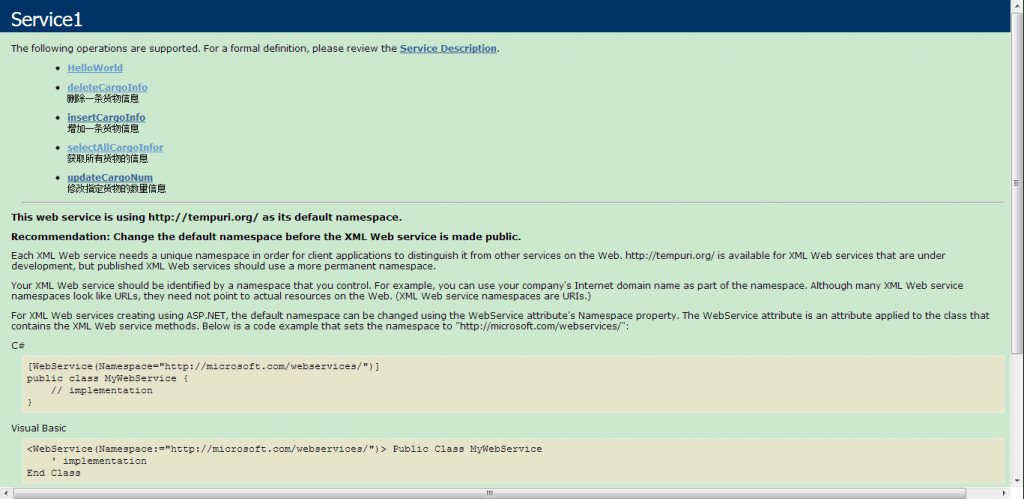 Service1
The following operations are supported. For a formal definition, please review the Service Description.
HelloWorld
deleteCargoInfo
删除一条货物信息
insertCargoInfo
增加一条货物信息
selectAllCargoInfor
获取所有货物的信息
updateCargoNum
修改指定货物的数量信息
This web service is using http://tempuri.org/ as its default namespace.
Recommendation: Change the default namespace before the XML Web service is made public.
Each XML Web service needs a unique namespace in order for client applications to distinguish it from other services on the Web. http://tempuri.org/ is available for XML Web services that are under
development, but published XML Web services should use a more permanent namespace.
Your XML Web service should be identified by a namespace that you control. For example, you can use your company's Internet domain name as part of the namespace. Although many XML Web service
namespaces look like URLs, they need not point to actual resources on the Web. (XML Web service namespaces are URIs.)
For XML Web services creating using ASP.NET, the default namespace can be changed using the WebService attribute's Namespace property. The WebService attribute is an attribute applied to the class that
contains the XML Web service methods. Below is a code example that sets the namespace to "http://microsoft.com/webservices/":
C#
[WebService(Namespace="http://microsoft.com/webservices/")]
public class MyWebService {
    // implementation
}
Visual Basic
<WebService(Namespace:="http://microsoft.com/webservices/")> Public Class MyWebService
    ' implementation
End Class